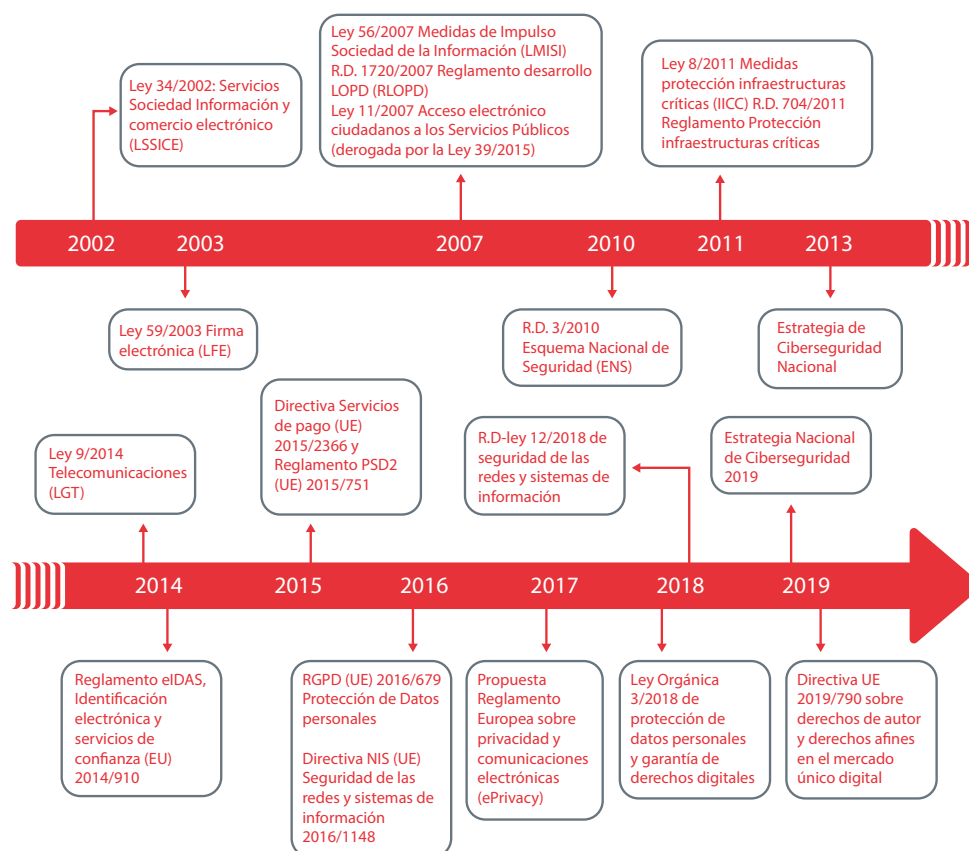 Ley 34/2002: Servicios
Sociedad Información y
comercio electrónico
(LSSICE)
Ley 56/2007 Medidas de Impulso
Sociedad de la Información (LMISI)
R.D. 1720/2007 Reglamento desarrollo
LOPD (RLOPD)
Ley 11/2007 Acceso electrónico
ciudadanos a los Servicios Públicos
(derogada por la Ley 39/2015)
Ley 8/2011 Medidas
protección infraestructuras
críticas (IICC) R.D. 704/2011
Reglamento Protección
infraestructuras críticas
2002 2003 2007 2010 2011 2013
Ley 59/2003 Firma
electrónica (LFE)
R.D. 3/2010
Esquema Nacional de
Seguridad (ENS)
Estrategia de
Ciberseguridad
Nacional
Ley 9/2014
Telecomunicaciones
(LGT)
Directiva Servicios
de pago (UE)
2015/2366 y
Reglamento PSD2
(UE) 2015/751
R.D-ley 12/2018 de
seguridad de las
redes y sistemas de
información
Estrategia Nacional
de Ciberseguridad
2019
2014 2015 2016 2017 2018 2019
Reglamento eIDAS,
Identificación
electrónica y
servicios de
confianza (EU)
2014/910
RGPD (UE) 2016/679
Protección de Datos
personales
Directiva NIS (UE)
Seguridad de las
redes y sistemas de
información
2016/1148
Propuesta
Reglamento
Europea sobre
privacidad y
comunicaciones
electrónicas
(ePrivacy)
Ley Orgánica
3/2018 de
protección de
datos personales
y garantía de
derechos digitales
Directiva UE
2019/790 sobre
derechos de autor
y derechos afines
en el mercado
único digital